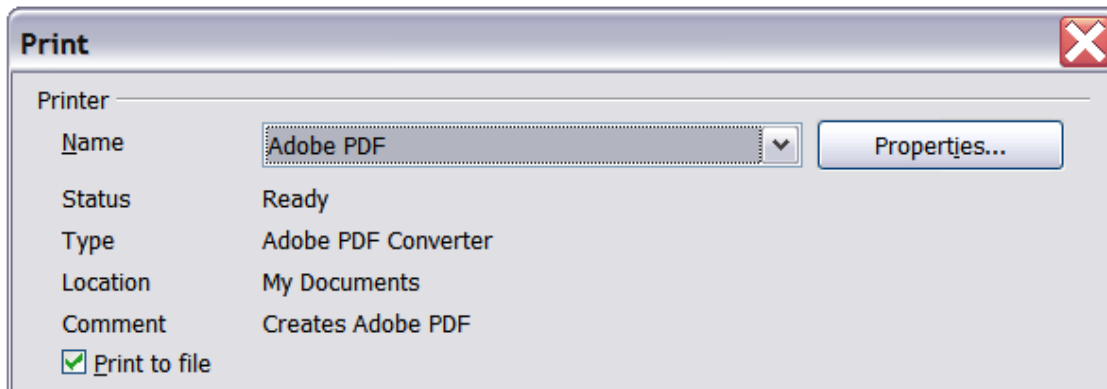 Print
Printer
Name Adobe PDF Properties...
Status Ready
Type Adobe PDF Converter
Location My Documents
Comment Creates Adobe PDF
Print to file